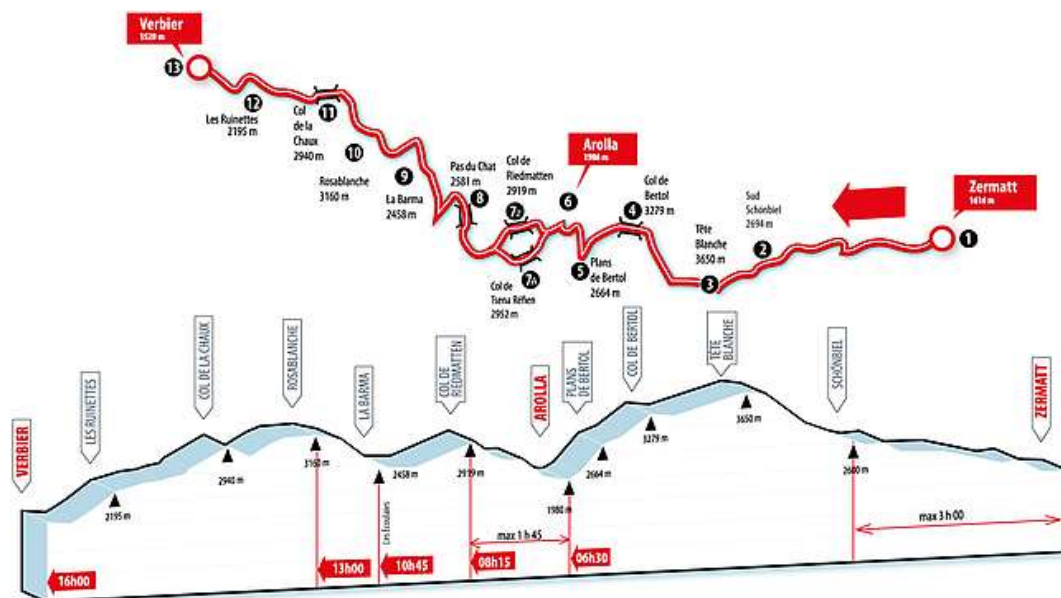 Verbier
1520 m
13
12
Les Ruinettes
2195 m
11
Col
de la
Chaux
2940 m
10
Rosablanche
3160 m
9
La Barma
2458 m
Pas du Chat
2581 m
8
Col de
Riedmatten
2919 m
7B
7A
Col de
Tsena Réfien
2952 m
Arolla
1980 m
6
5
Plans
de Bertol
2664 m
4
Col de
Bertol
3279 m
Tête
Blanche
3650 m
3
Sud
Schönbiel
2694 m
2
Zermatt
1614 m
1
VERBIER
LES RUINETTES
COL DE LA CHAUX
ROSABLANCHE
LA BARMA
COL DE
RIEDMATTEN
AROLLA
PLANS
DE BERTOL
COL DE BERTOL
TÊTE
BLANCHE
SCHÖNBIEL
ZERMATT
2195 m
2940 m
3160 m
2458 m
2919 m
1980 m
2664 m
3279 m
3650 m
2600 m
Les Ecoulaies
max 1 h 45
max 3 h 00
16h00
13h00
10h45
08h15
06h30